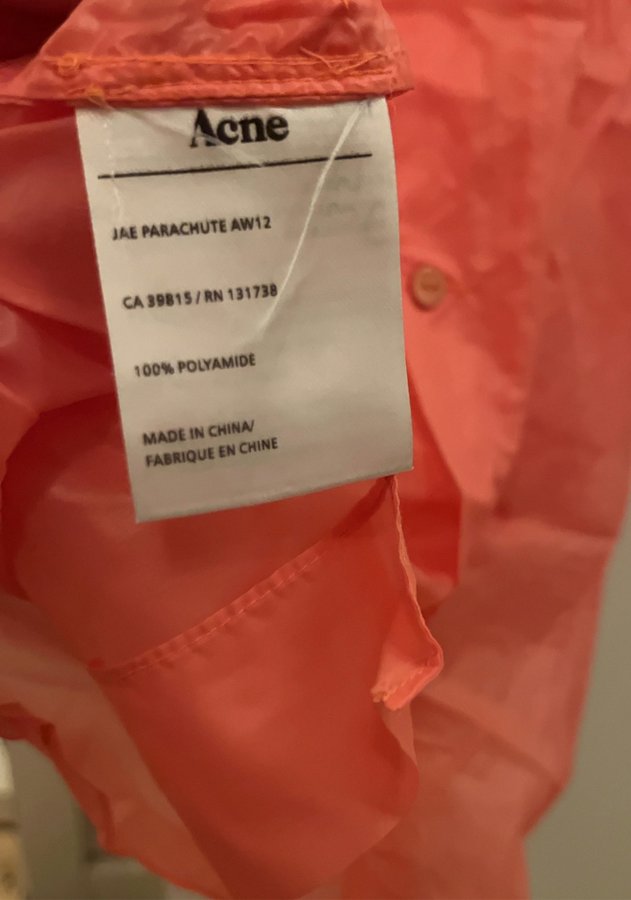 Acne
JAE PARACHUTE AW12
CA 39815 / RN 131738
100% POLYAMIDE
MADE IN CHINA/
FABRIQUE EN CHINE